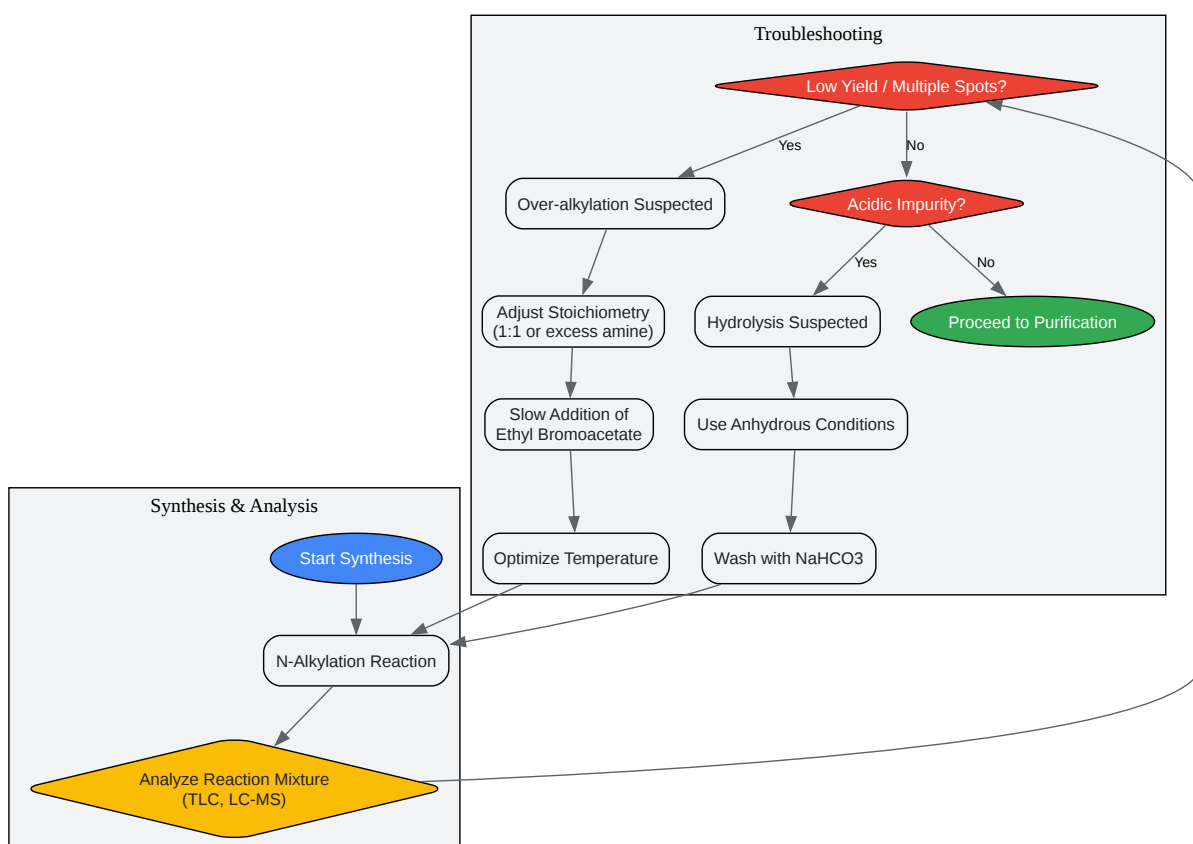 Troubleshooting
Low Yield / Multiple Spots?
Yes
No
Over-alkylation Suspected
Acidic Impurity?
Yes
No
Adjust Stoichiometry
(1:1 or excess amine)
Hydrolysis Suspected
Proceed to Purification
Slow Addition of
Ethyl Bromoacetate
Use Anhydrous Conditions
Synthesis & Analysis
Start Synthesis
Optimize Temperature
Wash with NaHCO3
N-Alkylation Reaction
Analyze Reaction Mixture
(TLC, LC-MS)